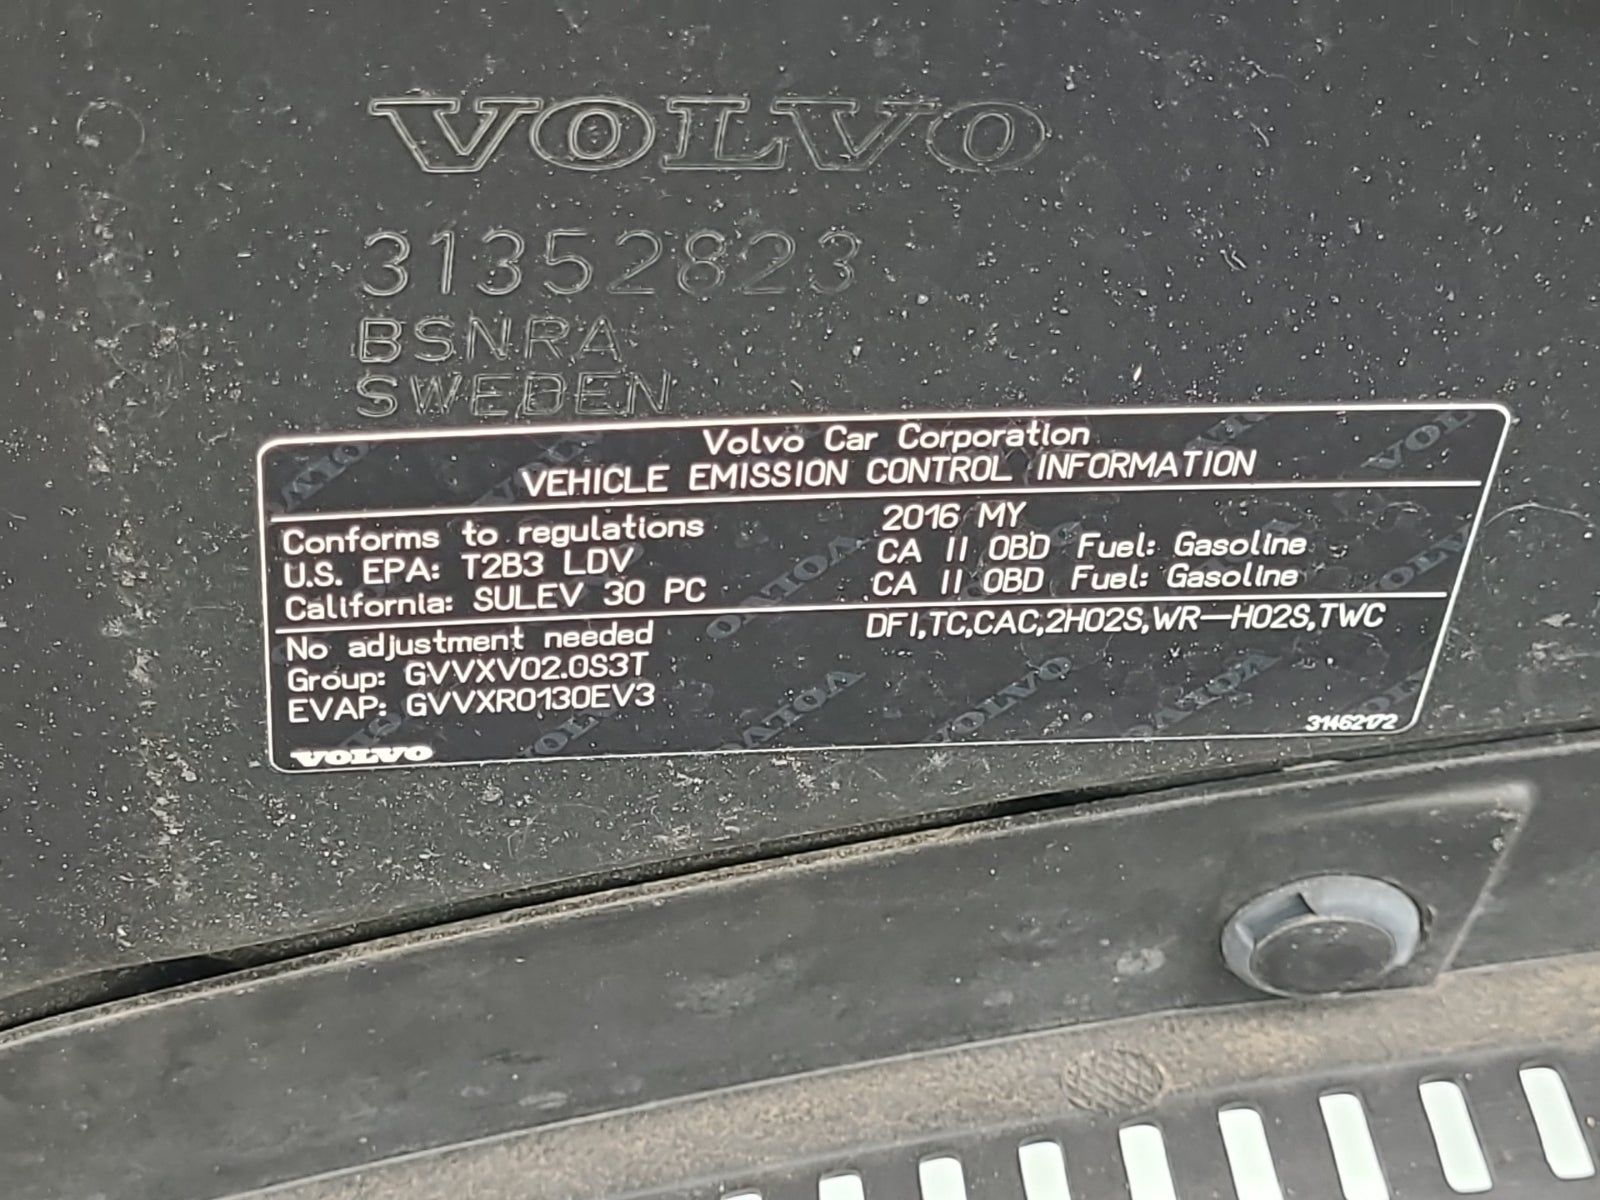 VOLVO
31352823
BSNRA
SWEDEN
Volvo Car Corporation
VEHICLE EMISSION CONTROL INFORMATION
Conforms to regulations 2016 MY
U.S. EPA: T2B3 LDV CA II OBD Fuel: Gasoline
California: SULEV 30 PC CA II OBD Fuel: Gasoline
No adjustment needed DFI,TC,CAC,2HO2S,WR-HO2S,TWC
Group: GVVXV02.0S3T
EVAP: GVVXR0130EV3
VOLVO 31462172